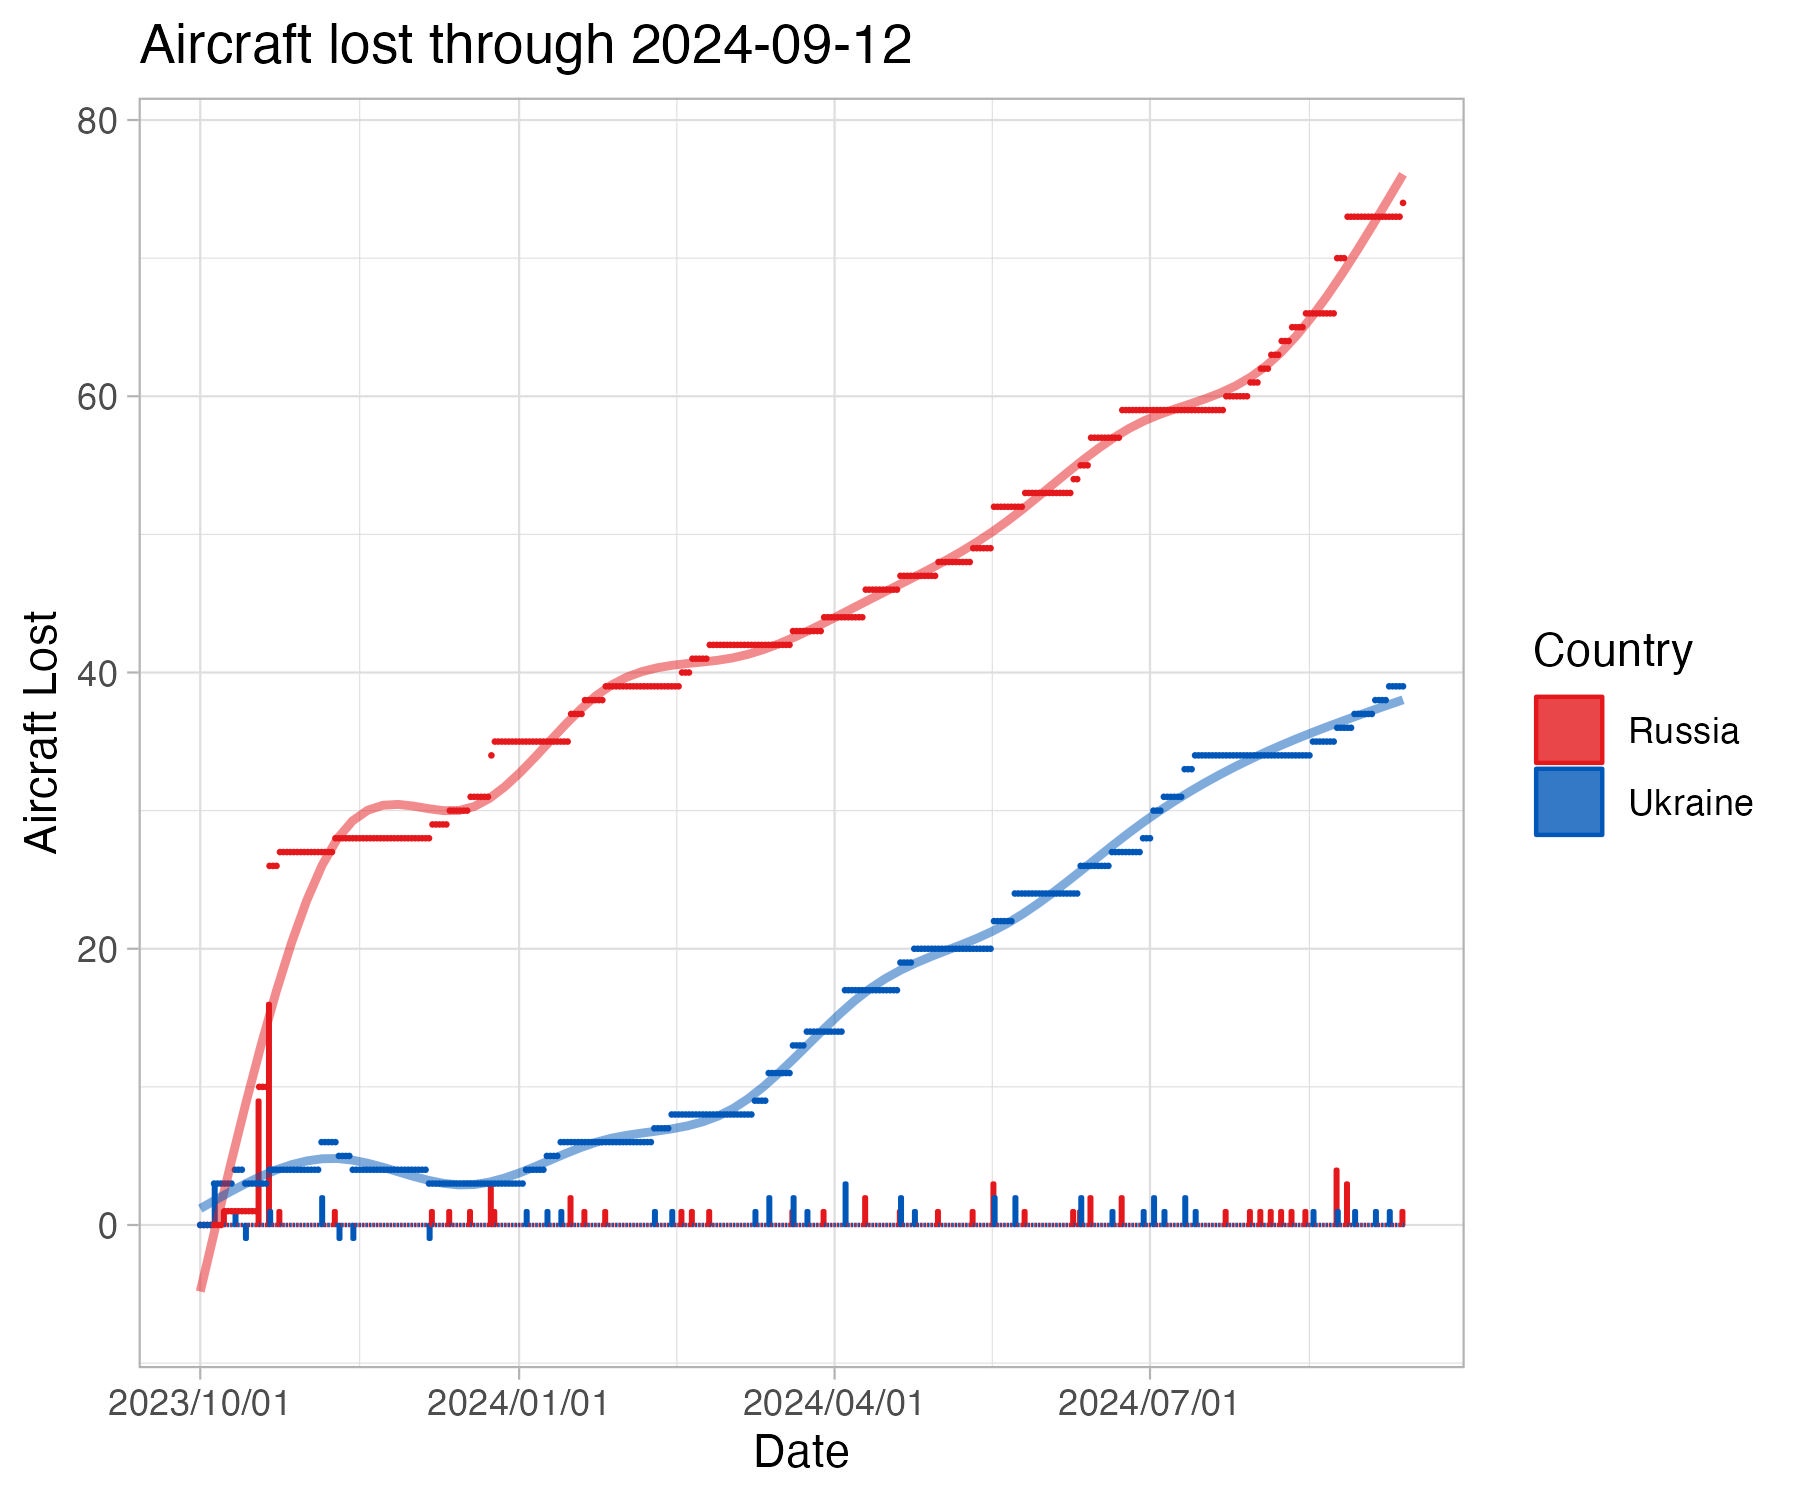 Aircraft lost through 2024-09-12
Aircraft Lost
80
60
40
20
0
2023/10/01
2024/01/01
2024/04/01
2024/07/01
Date
Country
Russia
Ukraine